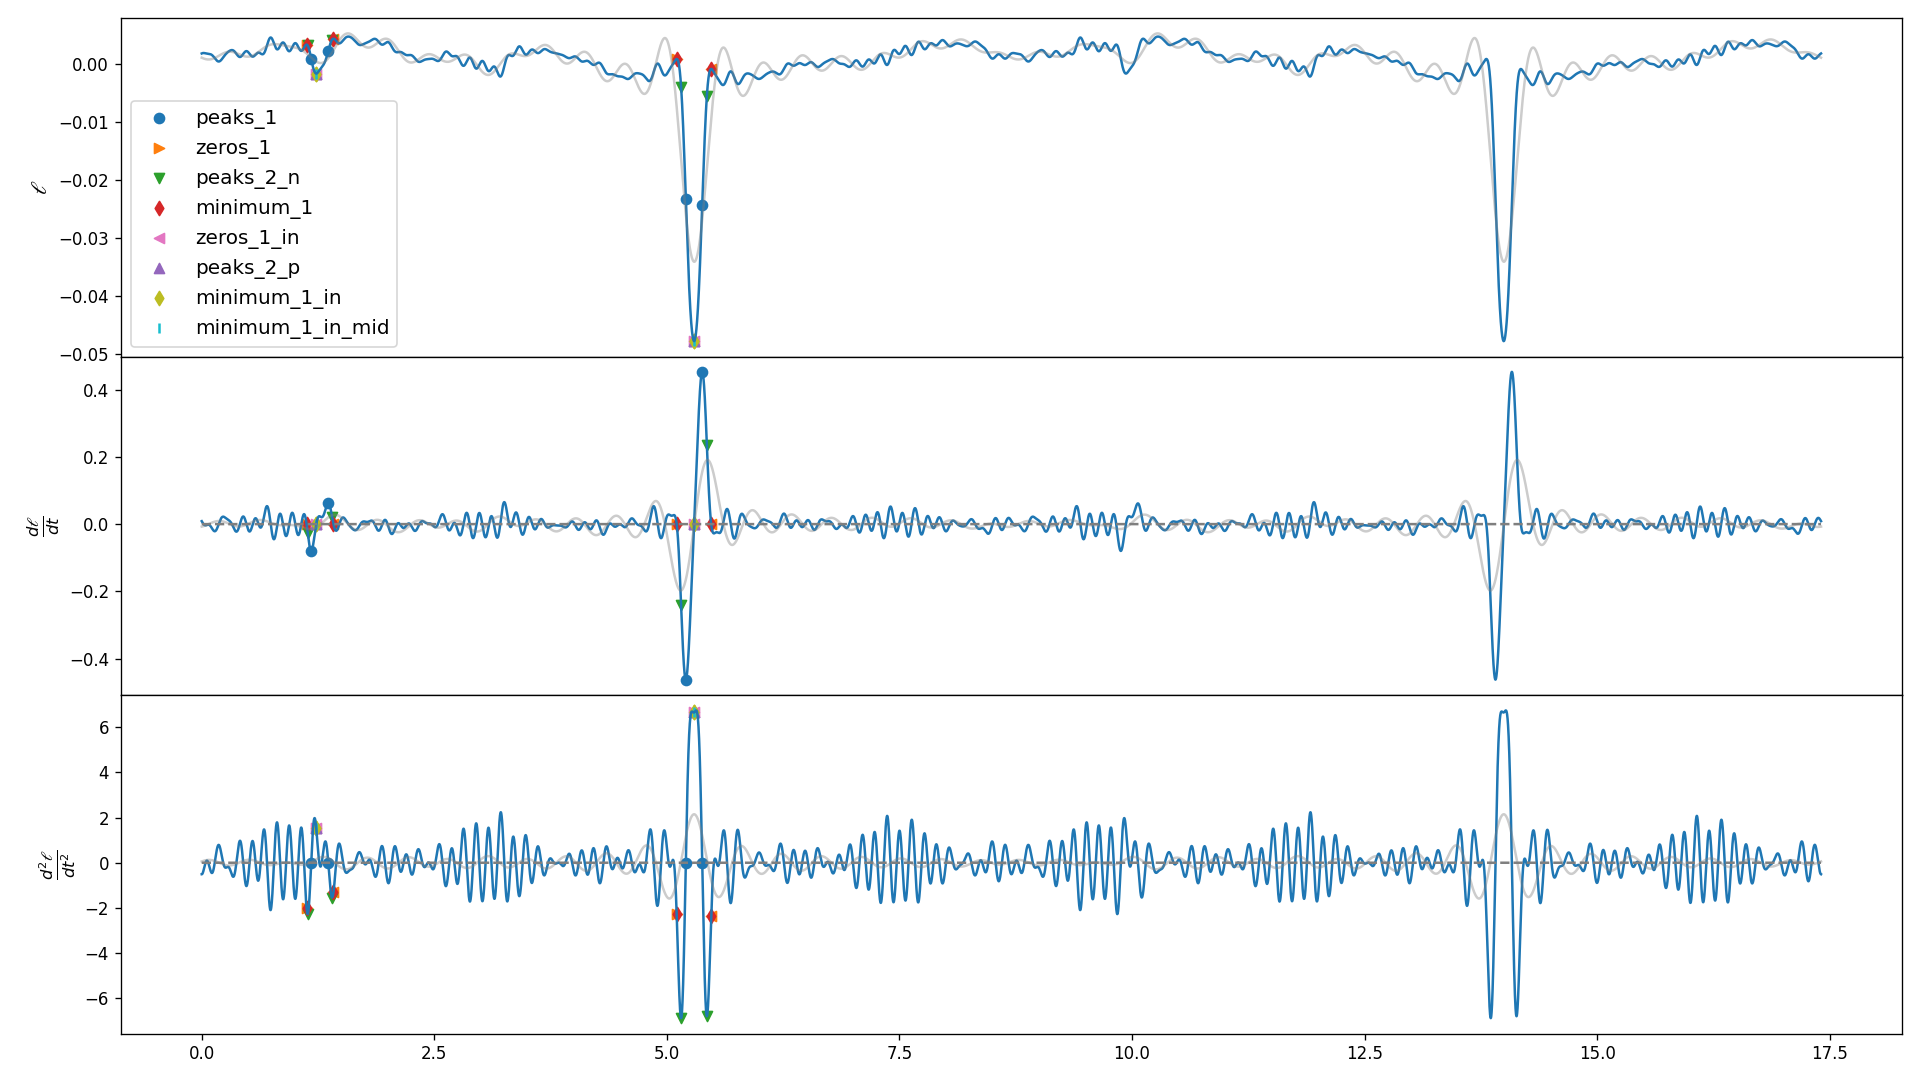 0.00
−0.01
−0.02
−0.03
−0.04
−0.05
ℓ
peaks_1
zeros_1
peaks_2_n
minimum_1
zeros_1_in
peaks_2_p
minimum_1_in
minimum_1_in_mid
0.4
0.2
0.0
−0.2
−0.4
dℓ
dt
6
4
2
0
−2
−4
−6
d²ℓ
dt²
0.0 2.5 5.0 7.5 10.0 12.5 15.0 17.5